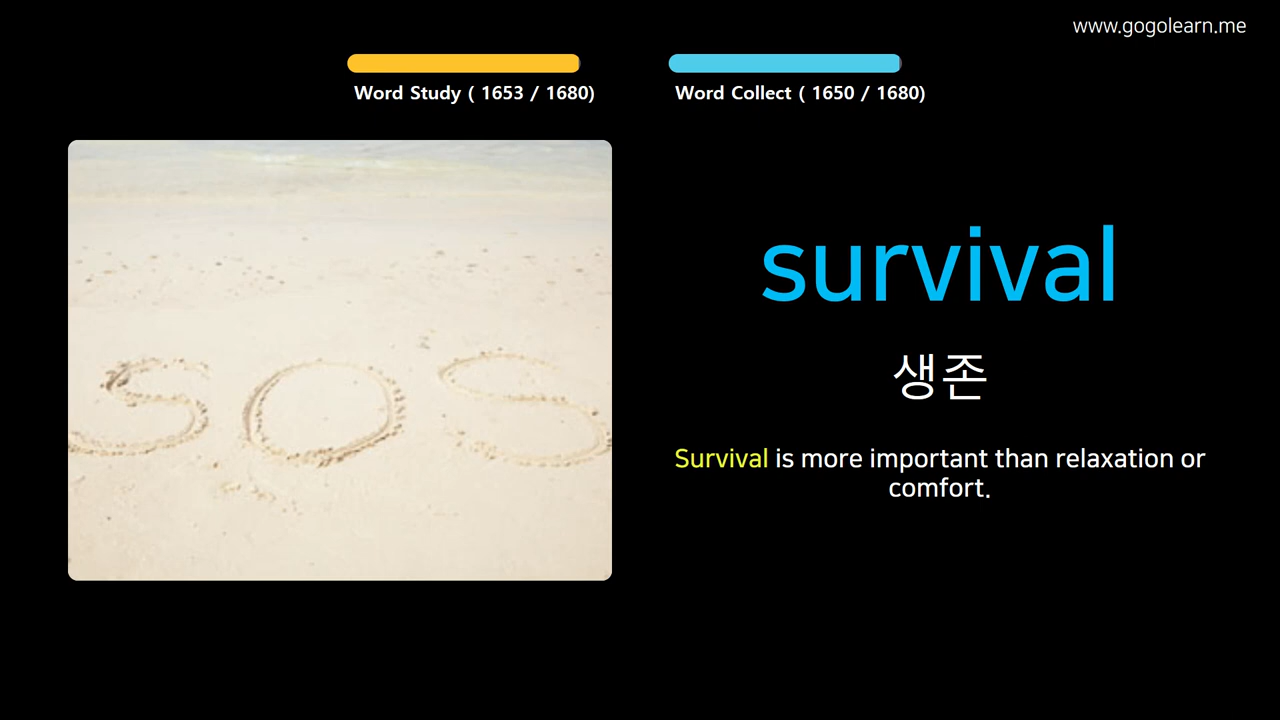 www.gogolearn.me
Word Study ( 1653 / 1680)
Word Collect ( 1650 / 1680)
SOS
survival
생존
Survival is more important than relaxation or
comfort.